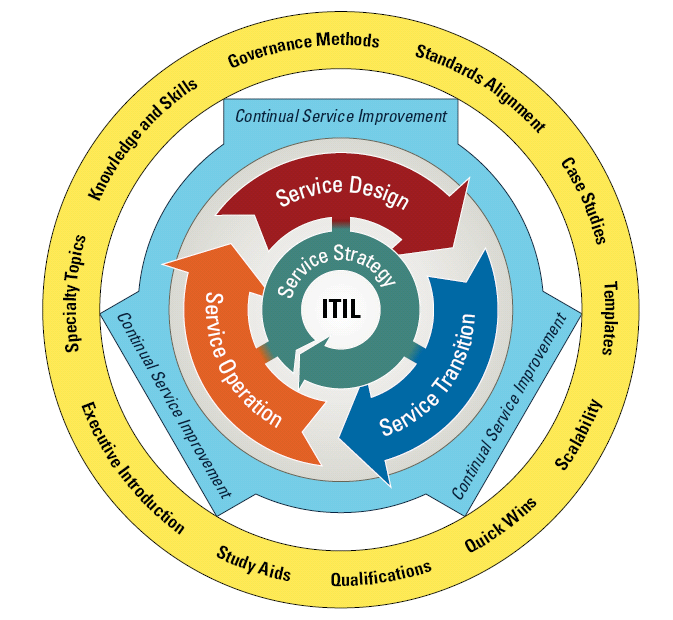 Governance Methods
Standards Alignment
Case Studies
Templates
Scalability
Quick Wins
Qualifications
Study Aids
Executive Introduction
Specialty Topics
Knowledge and Skills
Continual Service Improvement
Continual Service Improvement
Continual Service Improvement
Service Design
Service Transition
Service Operation
Service Strategy
ITIL